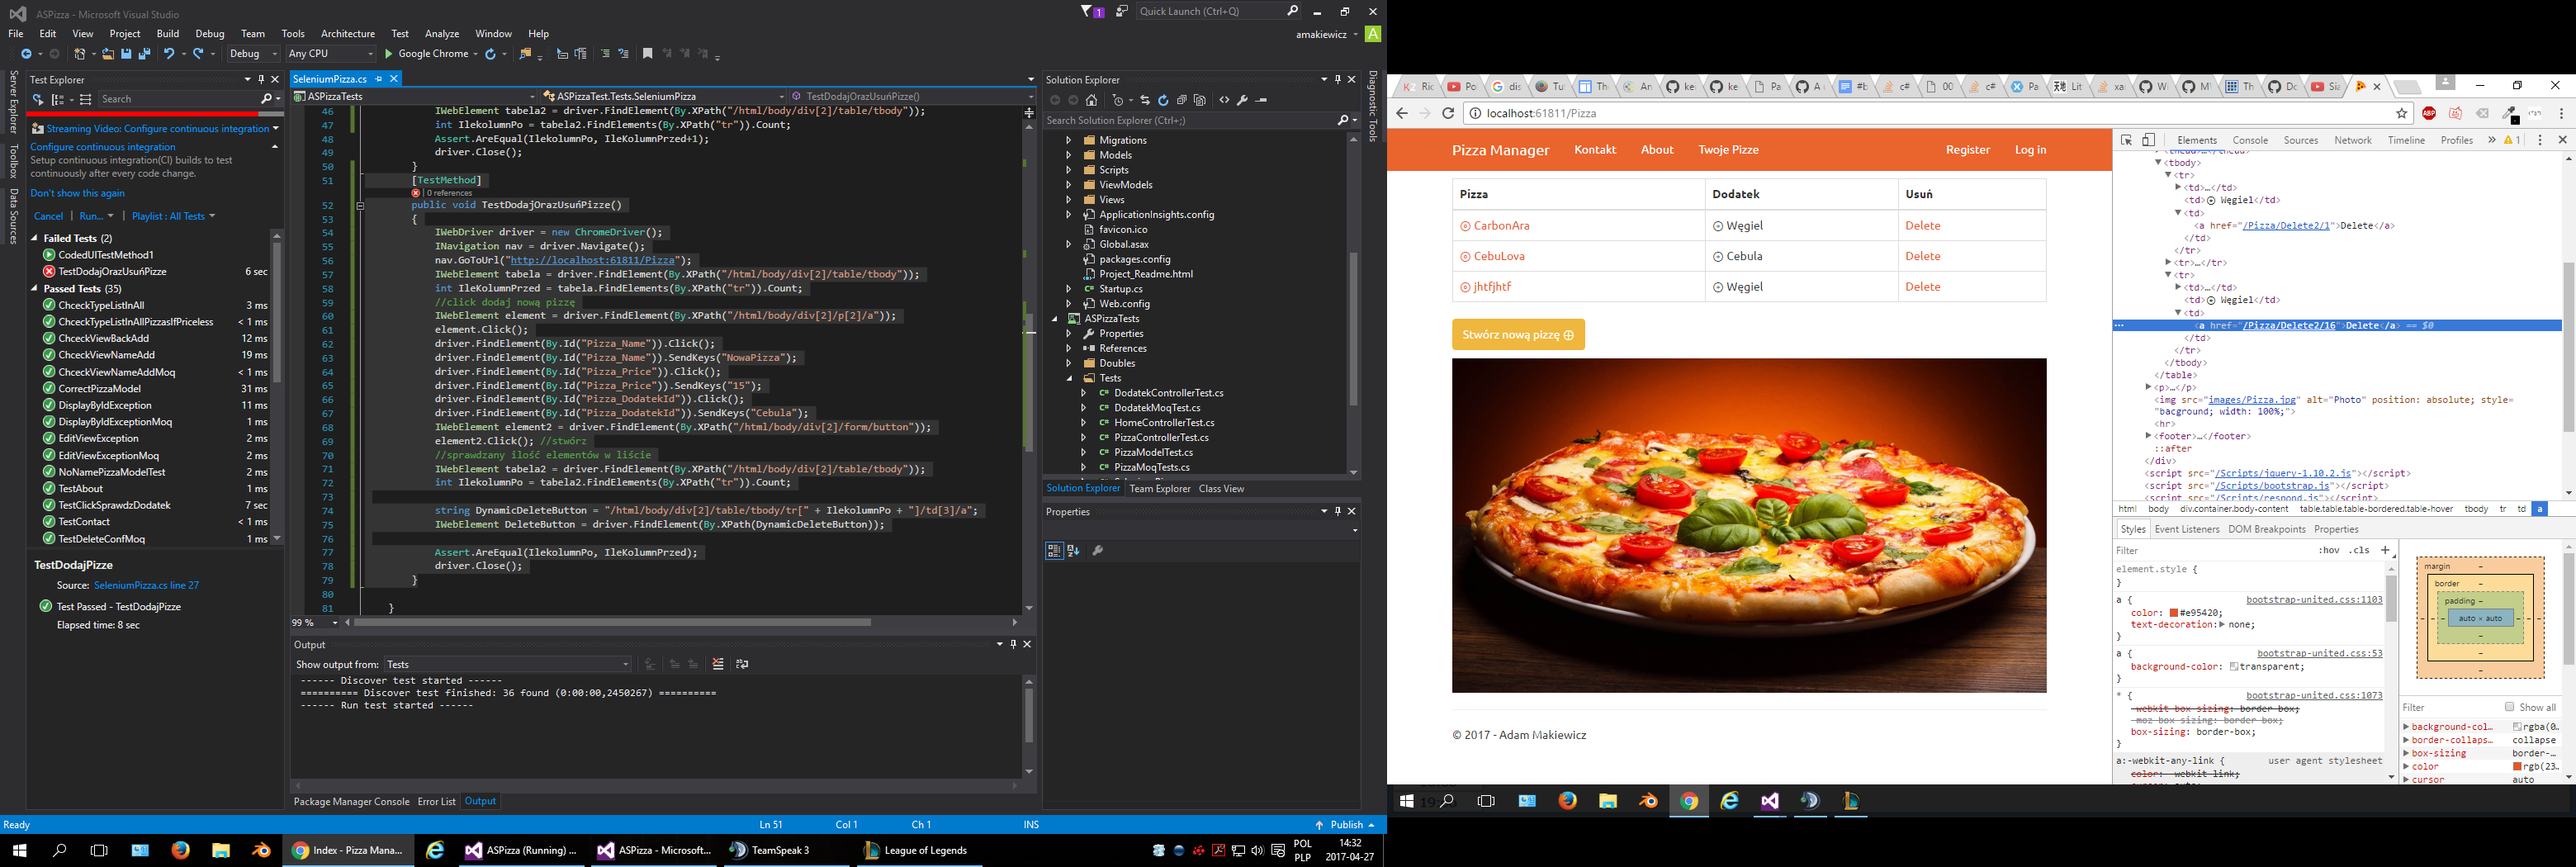 ASPizza - Microsoft Visual Studio
1
Quick Launch (Ctrl+Q)
File Edit View Project Build Debug Team Tools Architecture Test Analyze Window Help
amakiewicz
A
Debug Any CPU Google Chrome
Server Explorer
Toolbox
Data Sources
Test Explorer
Search
Streaming Video: Configure continuous integration
Configure continuous integration
Setup continuous integration(CI) builds to test
continuously after every code change.
Don't show this again
Cancel | Run... | Playlist : All Tests
Failed Tests (2)
CodedUITestMethod1
TestDodajOrazUsuńPizze 6 sec
Passed Tests (35)
ChceckTypeListInAll 3 ms
ChceckTypeListInAllPizzasIfPriceless < 1 ms
CheckViewBackAdd 12 ms
CheckViewNameAdd 19 ms
CheckViewNameAddMoq < 1 ms
CorrectPizzaModel 31 ms
DisplayByIdException 11 ms
DisplayByIdExceptionMoq 1 ms
EditViewException 2 ms
EditViewExceptionMoq 2 ms
NoNamePizzaModelTest 2 ms
TestAbout 1 ms
TestClickSprawdzDodatek 7 sec
TestContact < 1 ms
TestDeleteConfMoq 1 ms
TestDodajPizze
Source: SeleniumPizza.cs line 27
Test Passed - TestDodajPizze
Elapsed time: 8 sec
SeleniumPizza.cs
ASPizzaTests ASPizzaTest.Tests.SeleniumPizza TestDodajOrazUsuńPizze()
46 IWebElement tabela2 = driver.FindElement(By.XPath("/html/body/div[2]/table/tbody"));
47 int IlekolumnPo = tabela2.FindElements(By.XPath("tr")).Count;
48 Assert.AreEqual(IlekolumnPo, IleKolumnPrzed+1);
49 driver.Close();
50 }
51 [TestMethod]
0 references
52 public void TestDodajOrazUsuńPizze()
53 {
54 IWebDriver driver = new ChromeDriver();
55 INavigation nav = driver.Navigate();
56 nav.GoToUrl("http://localhost:61811/Pizza");
57 IWebElement tabela = driver.FindElement(By.XPath("/html/body/div[2]/table/tbody"));
58 int IleKolumnPrzed = tabela.FindElements(By.XPath("tr")).Count;
59 //click dodaj nową pizzę
60 IWebElement element = driver.FindElement(By.XPath("/html/body/div[2]/p[2]/a"));
61 element.Click();
62 driver.FindElement(By.Id("Pizza_Name")).Click();
63 driver.FindElement(By.Id("Pizza_Name")).SendKeys("NowaPizza");
64 driver.FindElement(By.Id("Pizza_Price")).Click();
65 driver.FindElement(By.Id("Pizza_Price")).SendKeys("15");
66 driver.FindElement(By.Id("Pizza_DodatekId")).Click();
67 driver.FindElement(By.Id("Pizza_DodatekId")).SendKeys("Cebula");
68 IWebElement element2 = driver.FindElement(By.XPath("/html/body/div[2]/form/button"));
69 element2.Click(); //stwórz
70 //sprawdzany ilość elementów w liście
71 IWebElement tabela2 = driver.FindElement(By.XPath("/html/body/div[2]/table/tbody"));
72 int IlekolumnPo = tabela2.FindElements(By.XPath("tr")).Count;
73
74 string DynamicDeleteButton = "/html/body/div[2]/table/tbody/tr[" + IlekolumnPo + "]/td[3]/a";
75 IWebElement DeleteButton = driver.FindElement(By.XPath(DynamicDeleteButton));
76
77 Assert.AreEqual(IlekolumnPo, IleKolumnPrzed);
78 driver.Close();
79 }
80
81 }
99 %
Output
Show output from: Tests
------ Discover test started ------
========== Discover test finished: 36 found (0:00:00,2450267) ==========
------ Run test started ------
Package Manager Console Error List Output
Solution Explorer
Search Solution Explorer (Ctrl+;)
Migrations
Models
Scripts
ViewModels
Views
ApplicationInsights.config
favicon.ico
Global.asax
packages.config
Project_Readme.html
Startup.cs
Web.config
ASPizzaTests
Properties
References
Doubles
Tests
DodatekControllerTest.cs
DodatekMoqTest.cs
HomeControllerTest.cs
PizzaControllerTest.cs
PizzaModelTest.cs
PizzaMoqTests.cs
Solution Explorer Team Explorer Class View
Properties
Diagnostic Tools
Ready Ln 51 Col 1 Ch 1 INS Publish
Index - Pizza Mana...
ASPizza (Running) ...
ASPizza - Microsoft...
TeamSpeak 3
League of Legends
POL
PLP
14:32
2017-04-27
localhost:61811/Pizza
ABP
Pizza Manager Kontakt About Twoje Pizze Register Log in
Pizza Dodatek Usuń
CarbonAra Węgiel Delete
CebuLova Cebula Delete
jhtfjhtf Węgiel Delete
Stwórz nową pizzę
© 2017 - Adam Makiewicz
Elements Console Sources Network Timeline Profiles » 1
<tbody>
<tr>
<td>…</td>
<td> Węgiel</td>
<td>
<a href="/Pizza/Delete2/1">Delete</a>
</td>
</tr>
<tr>…</tr>
<tr>
<td>…</td>
<td> Węgiel</td>
<td>
<a href="/Pizza/Delete2/16">Delete</a> == $0
</td>
</tr>
</tbody>
</table>
<p>…</p>
<img src="images/Pizza.jpg" alt="Photo" position: absolute; style=
"bacground; width: 100%;">
<hr>
<footer>…</footer>
::after
</div>
<script src="/Scripts/jquery-1.10.2.js"></script>
<script src="/Scripts/bootstrap.js"></script>
<script src="/Scripts/respond.js"></script>
html body div.container.body-content table.table.table-bordered.table-hover tbody tr td a
Styles Event Listeners DOM Breakpoints Properties
Filter :hov .cls +
element.style {
}
a { bootstrap-united.css:1103
color: #e95420;
text-decoration: none;
}
a { bootstrap-united.css:53
background-color: transparent;
}
* { bootstrap-united.css:1073
-webkit-box-sizing: border-box;
-moz-box-sizing: border-box;
box-sizing: border-box;
}
a:-webkit-any-link { user agent stylesheet
color: -webkit-link;
margin
border
padding
auto × auto
Filter Show all
background-col… rgba(0…
border-collaps… collapse
box-sizing border-…
color rgb(23…
cursor auto